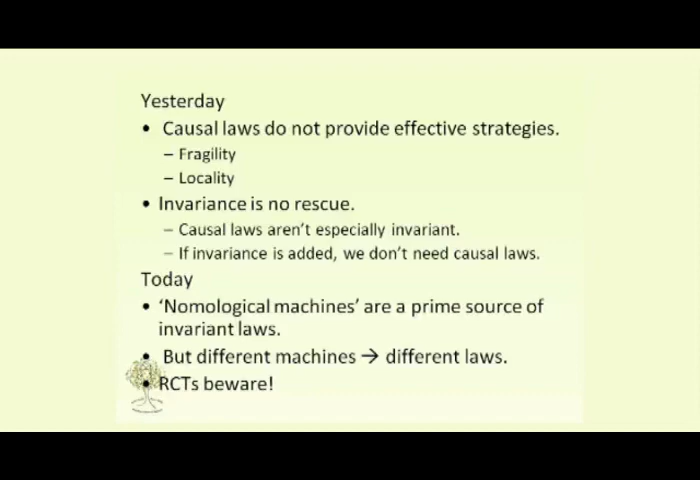 Yesterday
• Causal laws do not provide effective strategies.
– Fragility
– Locality
• Invariance is no rescue.
– Causal laws aren't especially invariant.
– If invariance is added, we don't need causal laws.
Today
• 'Nomological machines' are a prime source of
invariant laws.
• But different machines → different laws.
• RCTs beware!